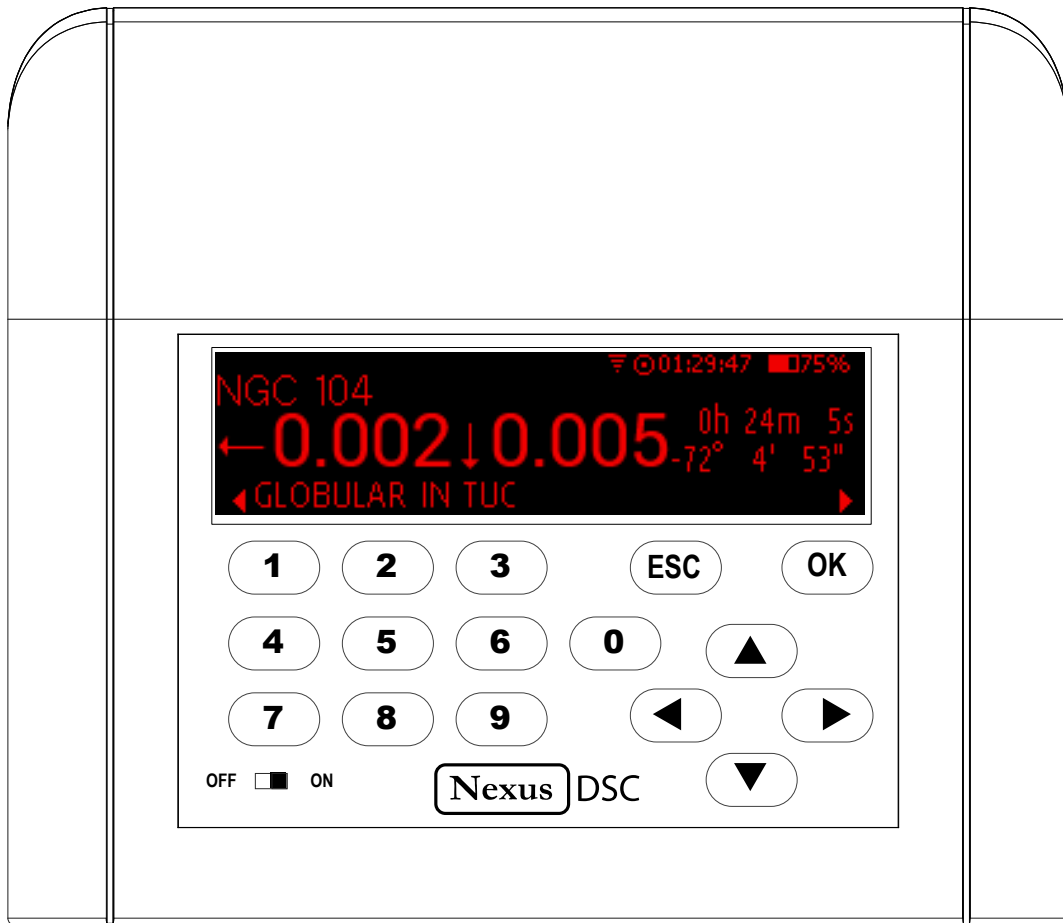 01:29:47 75%
NGC 104
←0.002↓0.005 0h 24m 5s
-72° 4' 53"
GLOBULAR IN TUC
1 2 3 ESC OK
4 5 6 0
7 8 9
OFF ON
Nexus DSC